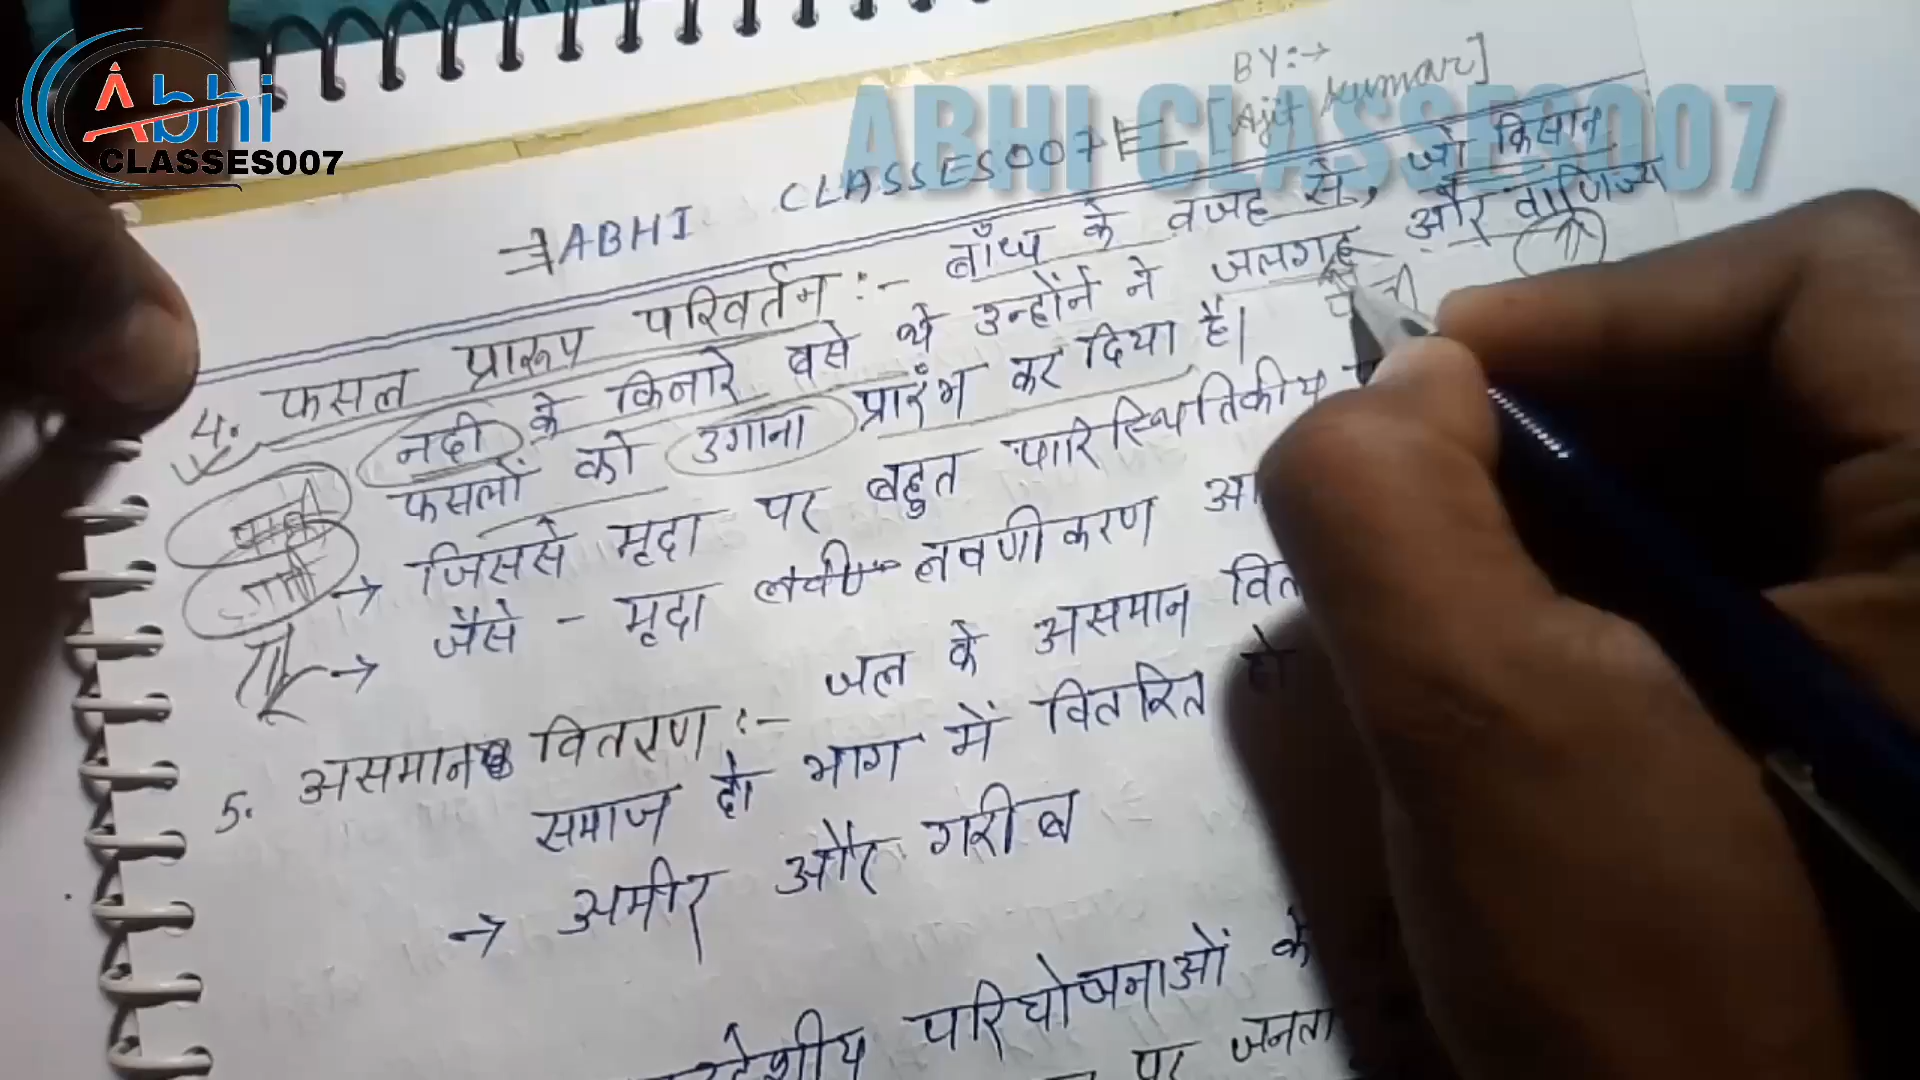 Abhi
CLASSES007
ABHI CLASSES007
BY:→
[Ajit kumar]
⇒ABHI CLASSES007
4. फसल प्रारूप परिवर्तन :- बाँध के वजह से, जो किसान
नदी के किनारे बसे थे उन्होंने ने जलगहन और वाणिज्य
फसलों को उगाना प्रारंभ कर दिया है।
→ जिससे मृदा पर बहुत पारिस्थितिकीय
→ जैसे - मृदा लवणीकरण
5. असमान वितरण :- जल के असमान वित
समाज दो भाग में वितरित हो
→ अमीर और गरीब
परियोजनाओं के
पर जनता